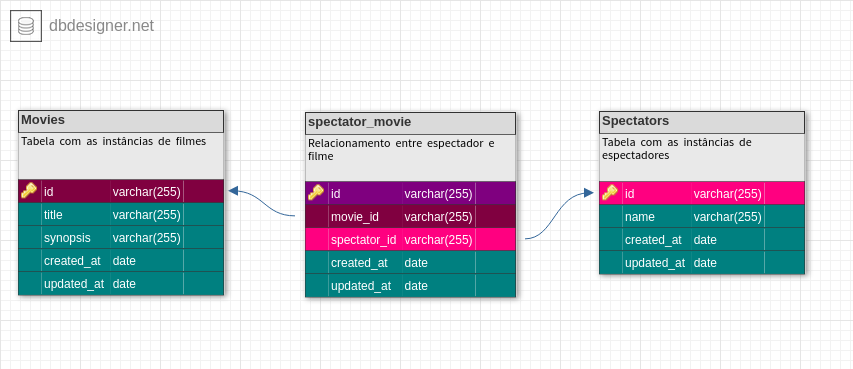 dbdesigner.net
Movies
Tabela com as instâncias de filmes
id varchar(255)
title varchar(255)
synopsis varchar(255)
created_at date
updated_at date
spectator_movie
Relacionamento entre espectador e
filme
id varchar(255)
movie_id varchar(255)
spectator_id varchar(255)
created_at date
updated_at date
Spectators
Tabela com as instâncias de
espectadores
id varchar(255)
name varchar(255)
created_at date
updated_at date